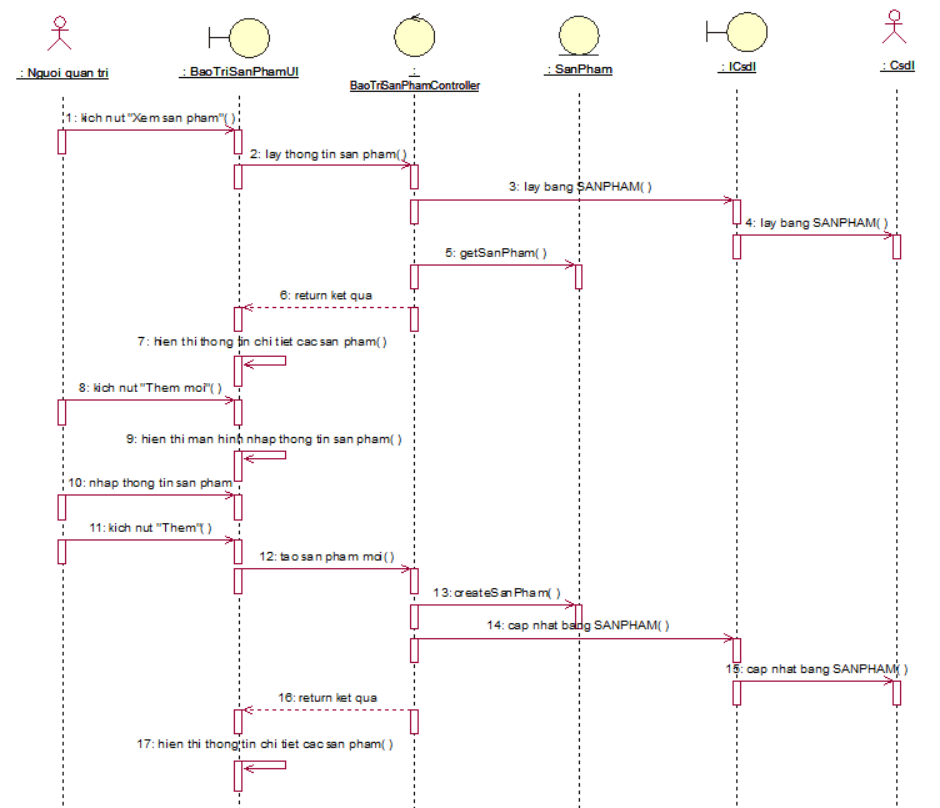 : Nguoi quan tri
: BaoTriSanPhamUI
:
BaoTriSanPhamController
: SanPham
: ICsdl
: Csdl
1: kich nut "Xem san pham"( )
2: lay thong tin san pham( )
3: lay bang SANPHAM( )
4: lay bang SANPHAM( )
5: getSanPham( )
6: return ket qua
7: hien thi thong tin chi tiet cac san pham( )
8: kich nut "Them moi"( )
9: hien thi man hinh nhap thong tin san pham( )
10: nhap thong tin san pham
11: kich nut "Them"( )
12: tao san pham moi( )
13: createSanPham( )
14: cap nhat bang SANPHAM( )
15: cap nhat bang SANPHAM( )
16: return ket qua
17: hien thi thong tin chi tiet cac san pham( )